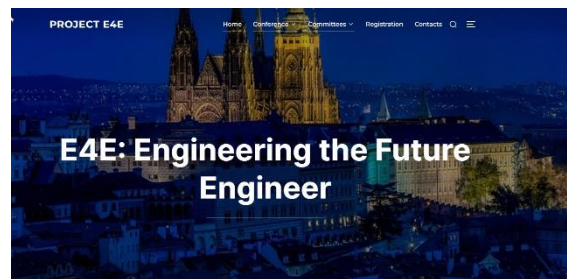 PROJECT E4E
Home Conference Committees Registration Contacts
E4E: Engineering the Future
Engineer